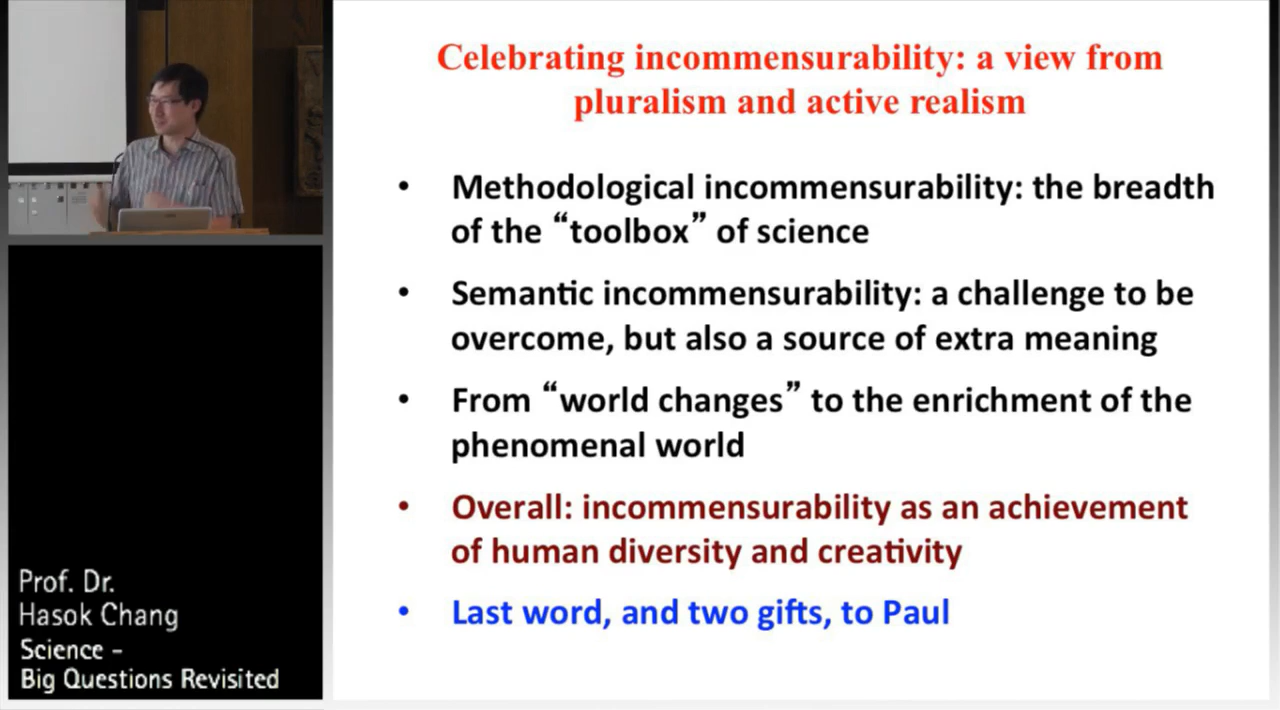 Celebrating incommensurability: a view from
pluralism and active realism
• Methodological incommensurability: the breadth
of the “toolbox” of science
• Semantic incommensurability: a challenge to be
overcome, but also a source of extra meaning
• From “world changes” to the enrichment of the
phenomenal world
• Overall: incommensurability as an achievement
of human diversity and creativity
• Last word, and two gifts, to Paul
Prof. Dr.
Hasok Chang
Science –
Big Questions Revisited